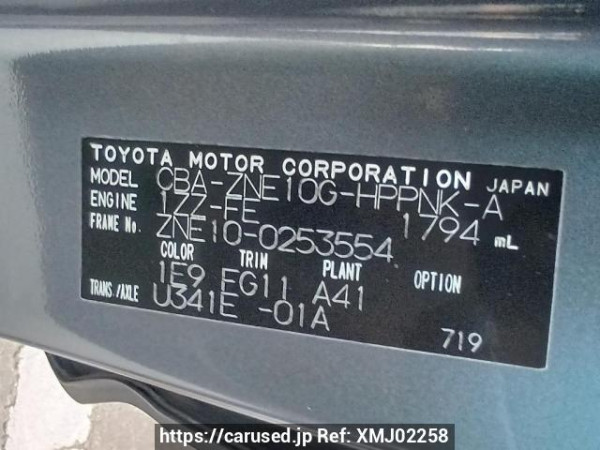 TOYOTA MOTOR CORPORATION JAPAN
MODEL CBA-ZNE10G-HPPNK-A
ENGINE 1ZZ-FE 1794 mL
FRAME No. ZNE10-0253554
COLOR TRIM PLANT OPTION
1E9 EG11 A41
TRANS./AXLE U341E -01A
719
https://carused.jp Ref: XMJ02258